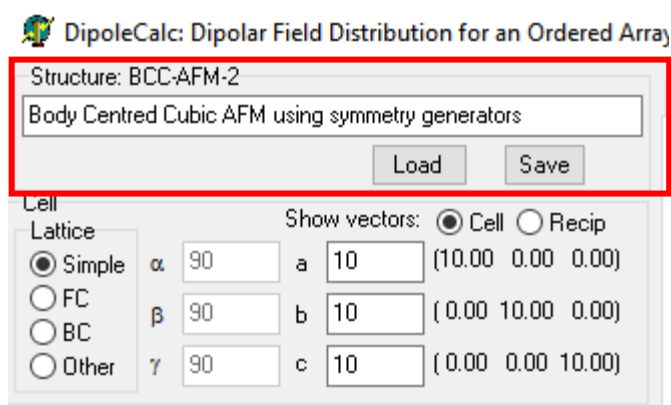 DipoleCalc: Dipolar Field Distribution for an Ordered Array
Structure: BCC-AFM-2
Body Centred Cubic AFM using symmetry generators
Load Save
Cell
Lattice Show vectors: Cell Recip
Simple α 90 a 10 (10.00 0.00 0.00)
FC
β 90 b 10 ( 0.00 10.00 0.00)
BC
Other γ 90 c 10 ( 0.00 0.00 10.00)